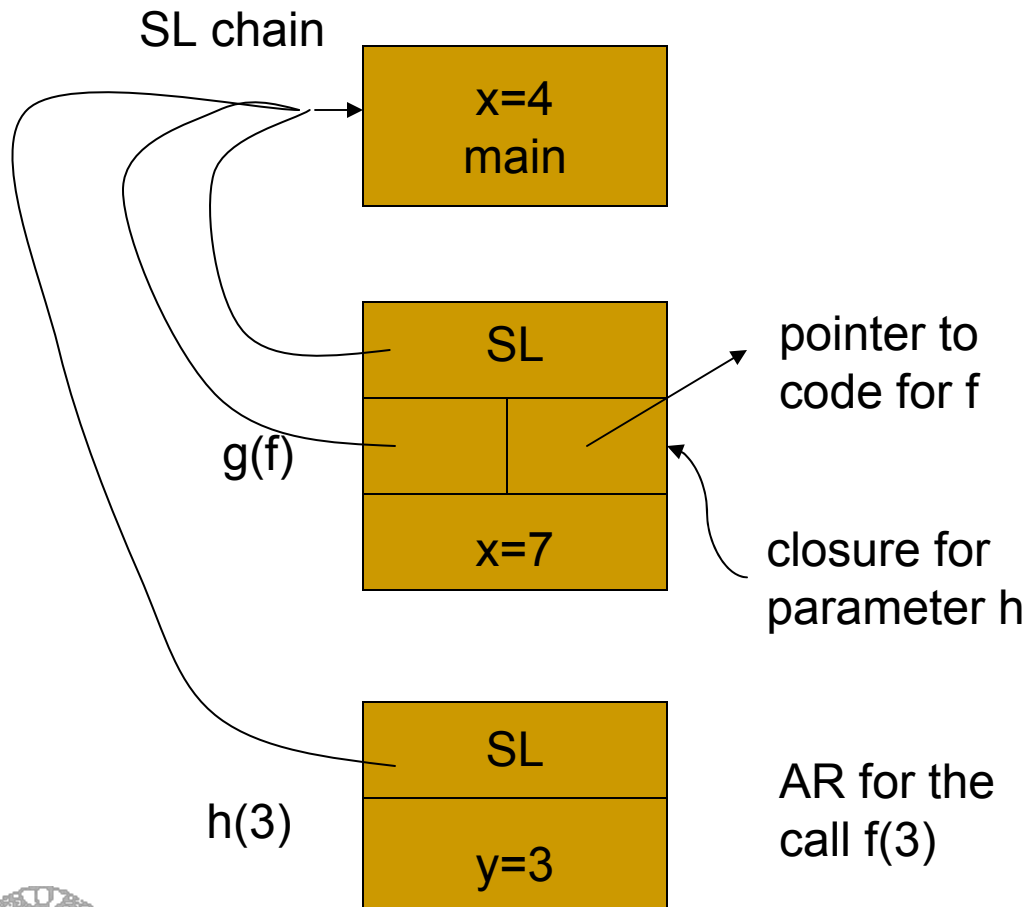 SL chain
x=4
main
SL
pointer to
code for f
g(f)
x=7
closure for
parameter h
SL
h(3)
AR for the
call f(3)
y=3